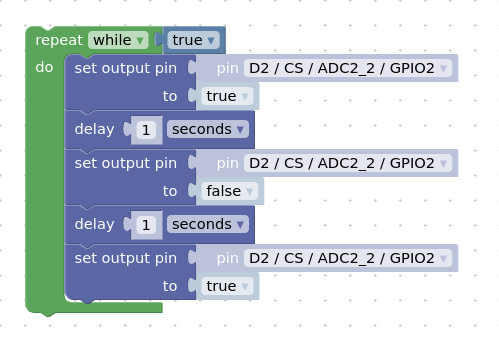 repeat while true
do set output pin pin D2 / CS / ADC2_2 / GPIO2
to true
delay 1 seconds
set output pin pin D2 / CS / ADC2_2 / GPIO2
to false
delay 1 seconds
set output pin pin D2 / CS / ADC2_2 / GPIO2
to true